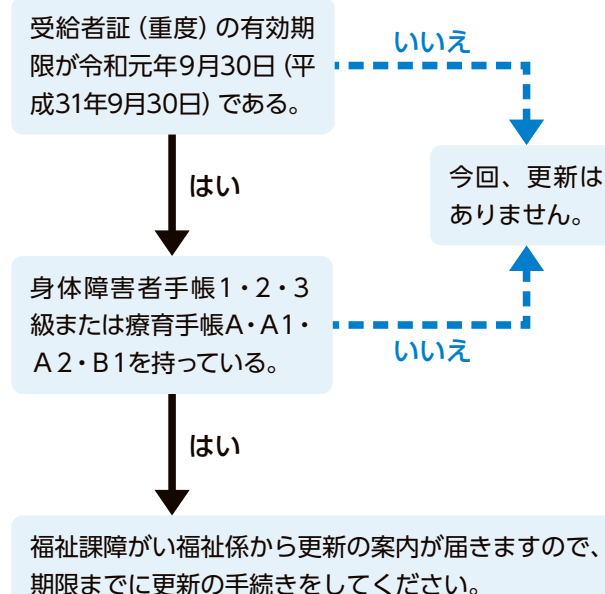 受給者証（重度）の有効期
限が令和元年9月30日（平
成31年9月30日）である。
いいえ
はい
今回、更新は
ありません。
身体障害者手帳1・2・3
級または療育手帳A・A1・
A2・B1を持っている。
いいえ
はい
福祉課障がい福祉係から更新の案内が届きますので、
期限までに更新の手続きをしてください。